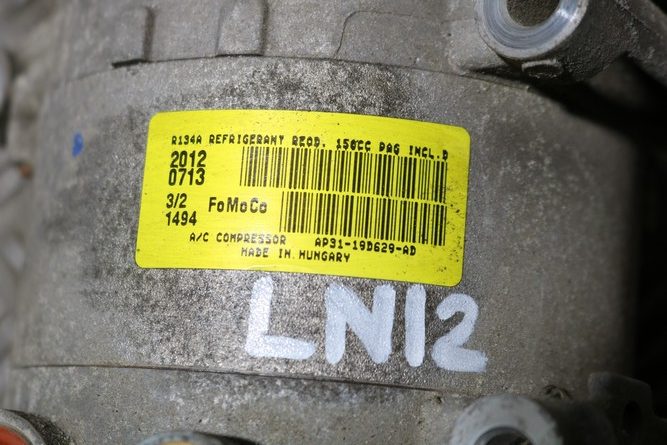 R134A REFRIGERANT REQD. 150CC PAG INCL.D
2012
0713
3/2 FoMoCo
1494
A/C COMPRESSOR AP31-19D629-AD
MADE IN HUNGARY
LN12